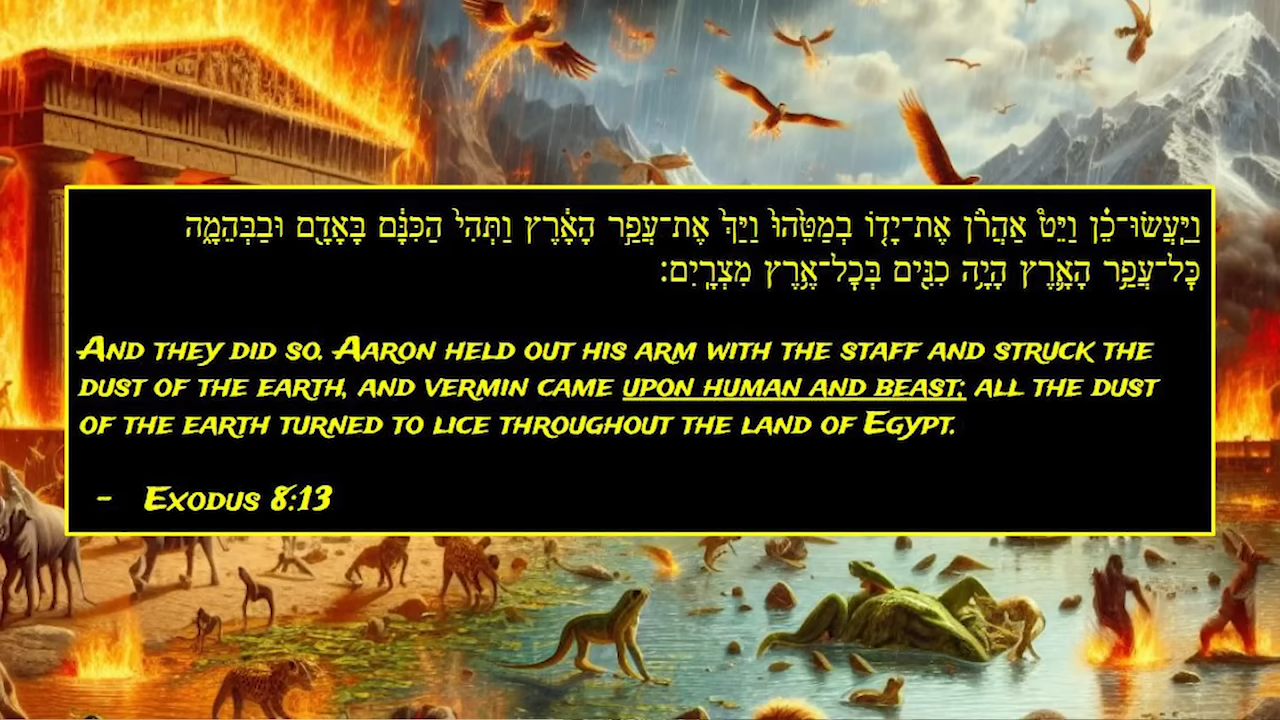 וַיַּֽעֲשׂוּ־כֵ֗ן וַיֵּט֩ אַהֲרֹ֨ן אֶת־יָד֤וֹ בְמַטֵּ֙הוּ֙ וַיַּךְ֙ אֶת־עֲפַ֣ר הָאָ֔רֶץ וַתְּהִי֙ הַכִּנָּ֔ם בָּאָדָ֖ם וּבַבְּהֵמָ֑ה
כׇּל־עֲפַ֥ר הָאָ֛רֶץ הָיָ֥ה כִנִּ֖ים בְּכׇל־אֶ֥רֶץ מִצְרָֽיִם׃
And they did so. Aaron held out his arm with the staff and struck the
dust of the earth, and vermin came upon human and beast; all the dust
of the earth turned to lice throughout the land of Egypt.
- Exodus 8:13